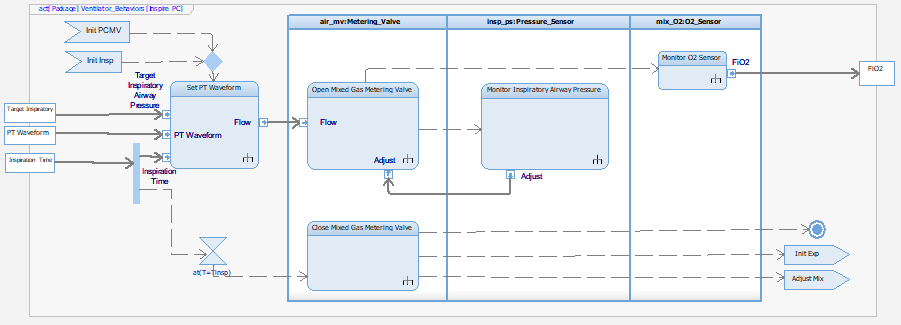 act[ Package] Ventilator_Behaviors [Inspire PC]
Init PCMV
Init Insp
air_mv:Metering_Valve
insp_ps:Pressure_Sensor
mix_O2:O2_Sensor
Monitor O2 Sensor
FiO2
FiO2
Target
Inspiratory
Airway
Pressure
Set PT Waveform
Open Mixed Gas Metering Valve
Monitor Inspiratory Airway Pressure
Target Inspiratory
PT Waveform
Inspiration Time
PT Waveform
Flow
Flow
Adjust
Adjust
Inspiration
Time
Close Mixed Gas Metering Valve
at(T=TInsp)
Init Exp
Adjust Mix